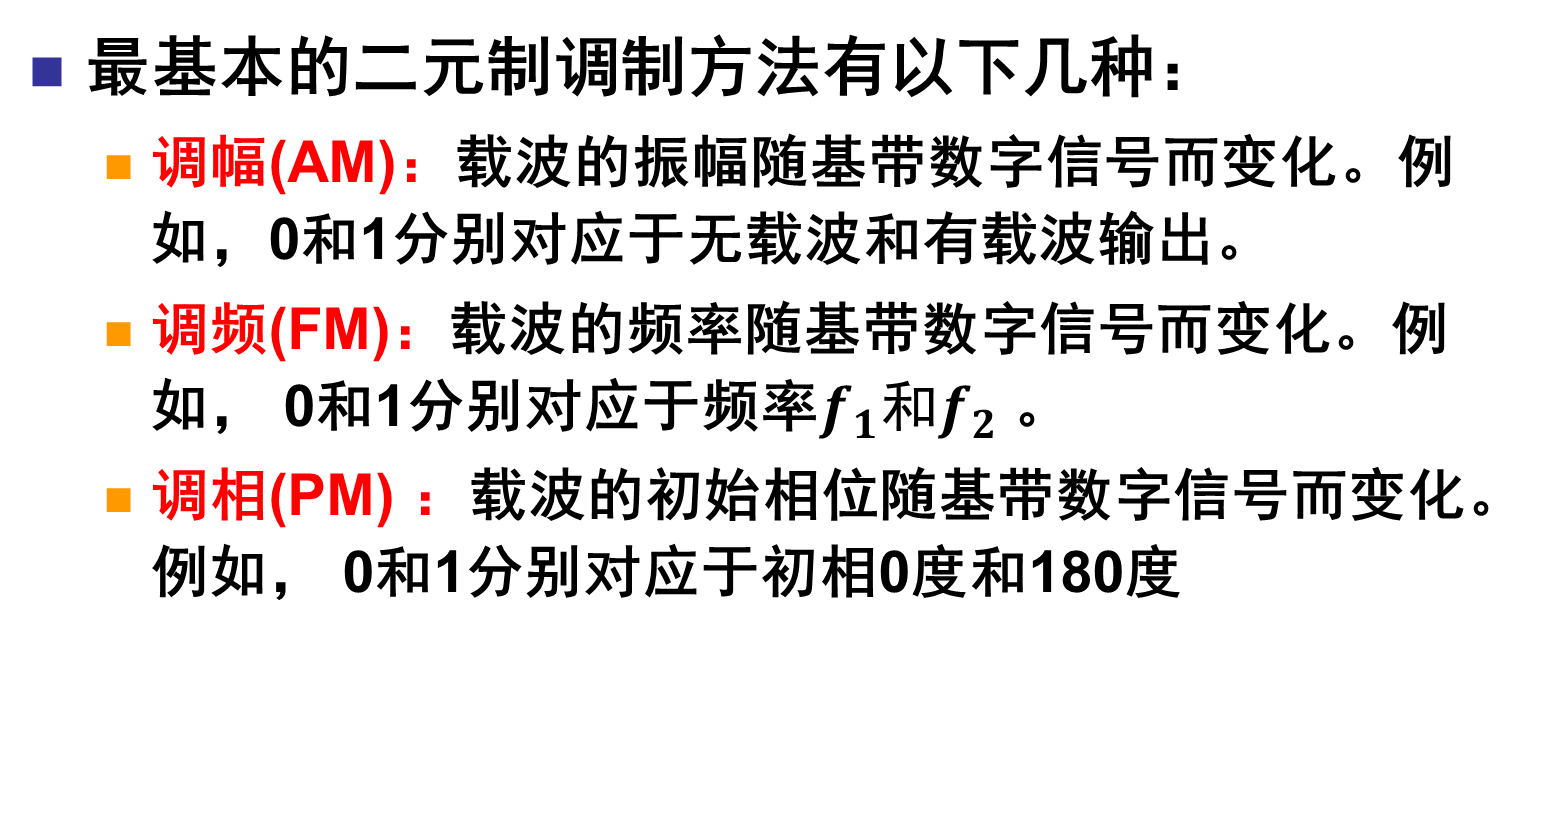 最基本的二元制调制方法有以下几种：
调幅(AM)：载波的振幅随基带数字信号而变化。例
如，0和1分别对应于无载波和有载波输出。
调频(FM)：载波的频率随基带数字信号而变化。例
如， 0和1分别对应于频率f₁和f₂ 。
调相(PM) ：载波的初始相位随基带数字信号而变化。
例如， 0和1分别对应于初相0度和180度